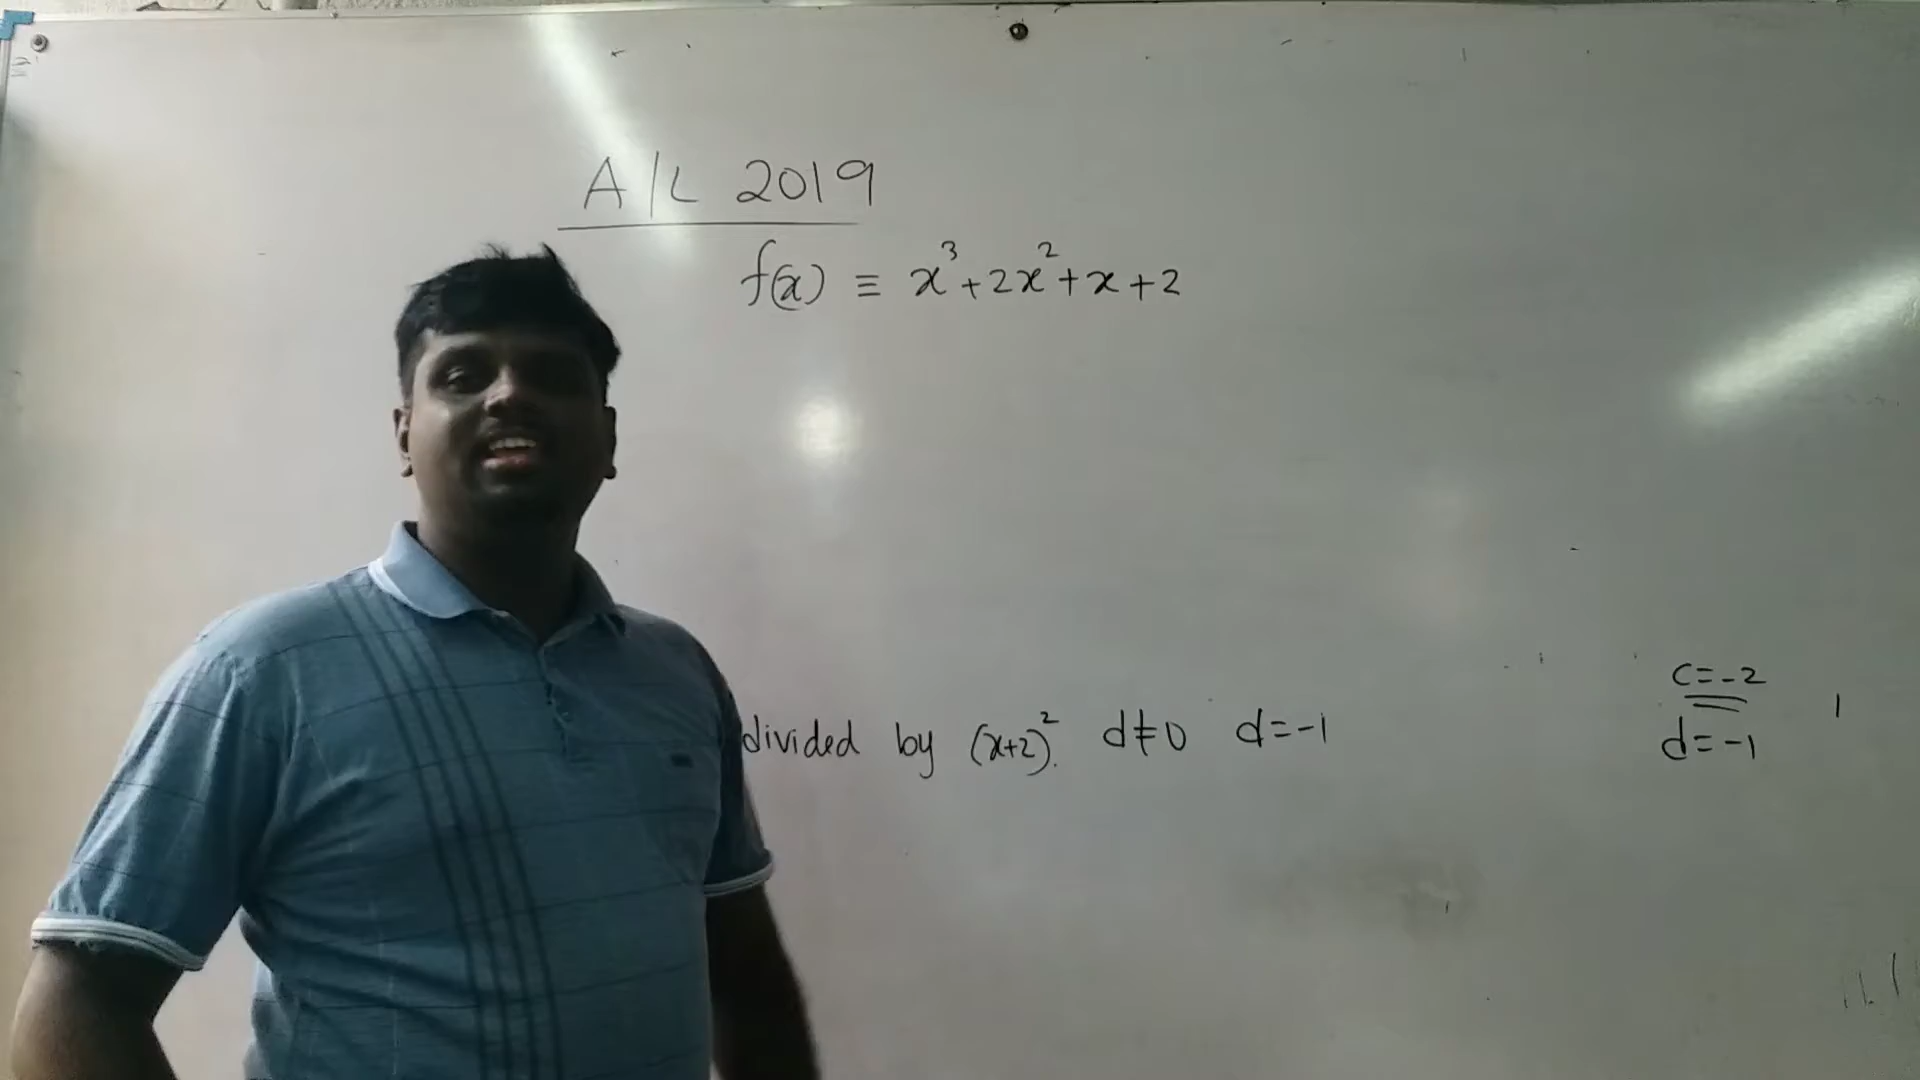 A/L 2019
f(x) ≡ x³+2x²+x+2
c=-2
divided by (x+2)². d≠0 d=-1
d=-1